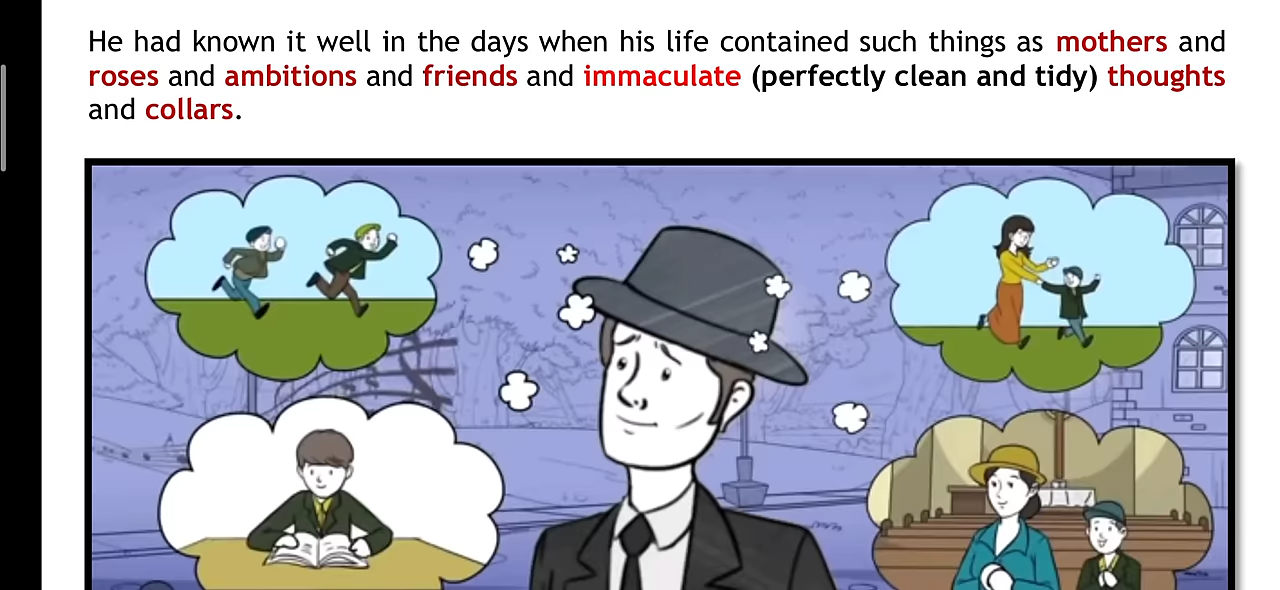 He had known it well in the days when his life contained such things as mothers and
roses and ambitions and friends and immaculate (perfectly clean and tidy) thoughts
and collars.